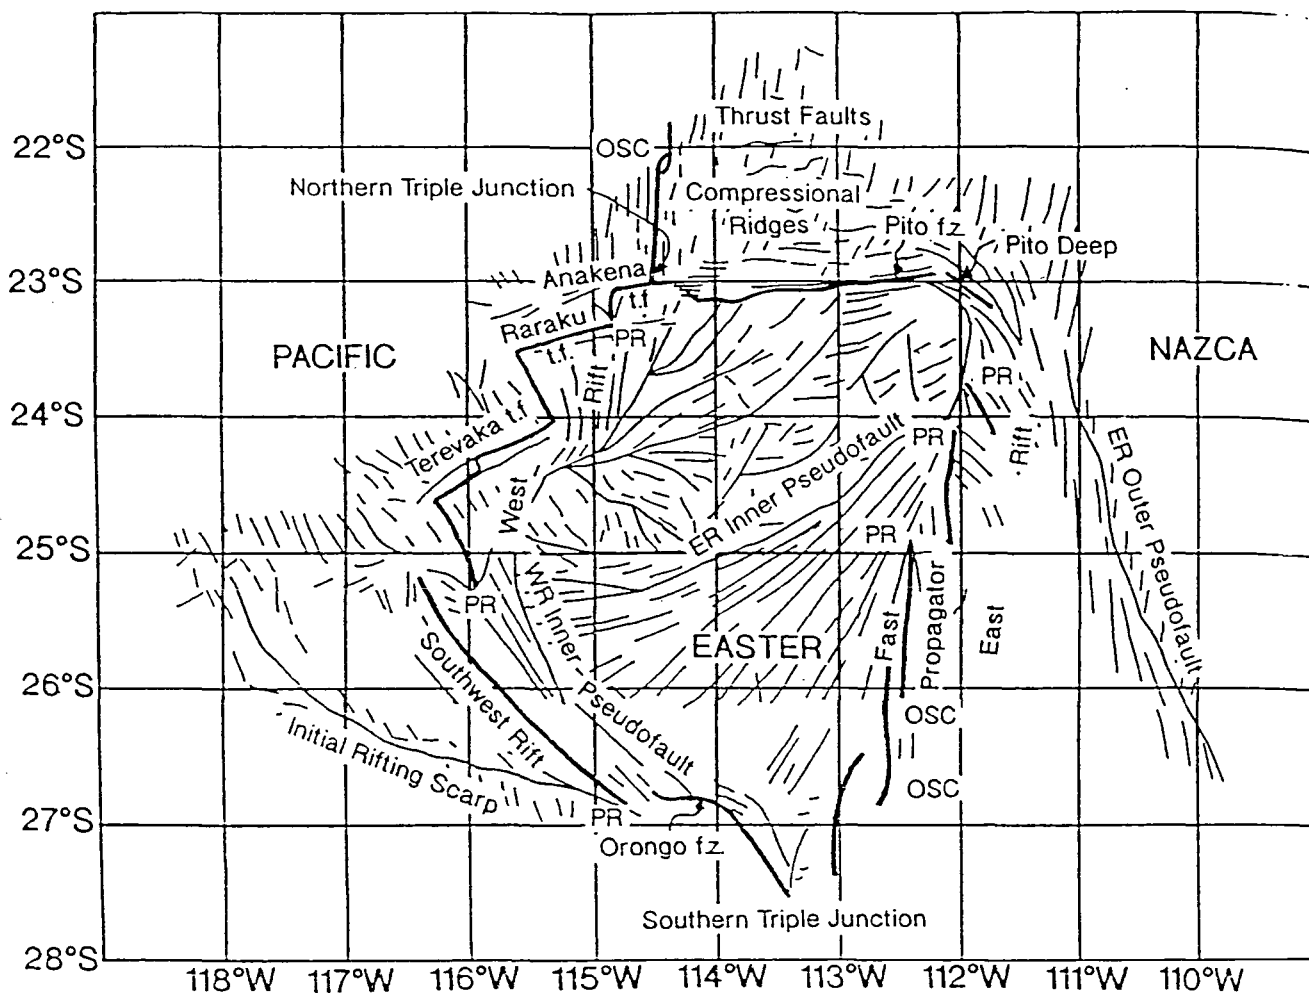 Thrust Faults
22°S
OSC
Northern Triple Junction
Compressional
Ridges
Pito f.z.
Pito Deep
Anakena
t.f.
23°S
Raraku
t.f.
PR
PACIFIC
NAZCA
Rift
PR
24°S
Terevaka t.f.
PR
Rift
ER Outer Pseudofault
West
ER Inner Pseudofault
25°S
PR
WR Inner Pseudofault
PR
EASTER
Fast
Propagator
East
Southwest Rift
26°S
OSC
Initial Rifting Scarp
OSC
27°S
PR
Orongo f.z.
Southern Triple Junction
28°S
118°W 117°W 116°W 115°W 114°W 113°W 112°W 111°W 110°W